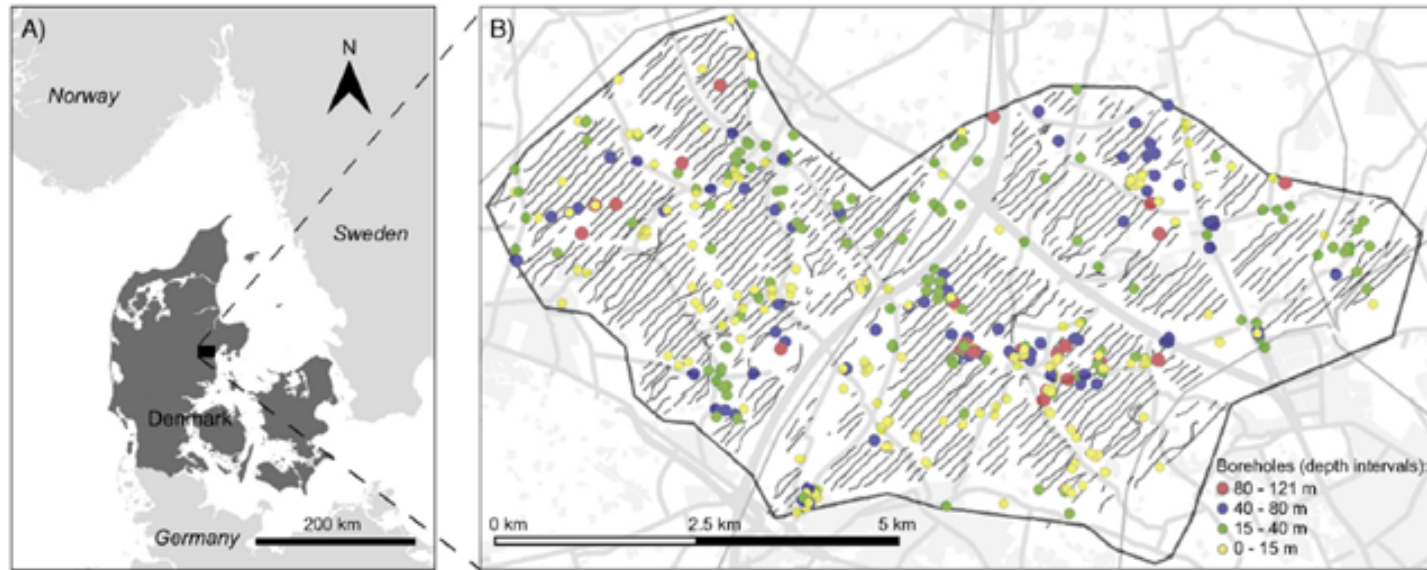 A)
N
Norway
Sweden
Denmark
Germany
200 km
B)
0 km
2.5 km
5 km
Boreholes (depth intervals):
80 - 121 m
40 - 80 m
15 - 40 m
0 - 15 m